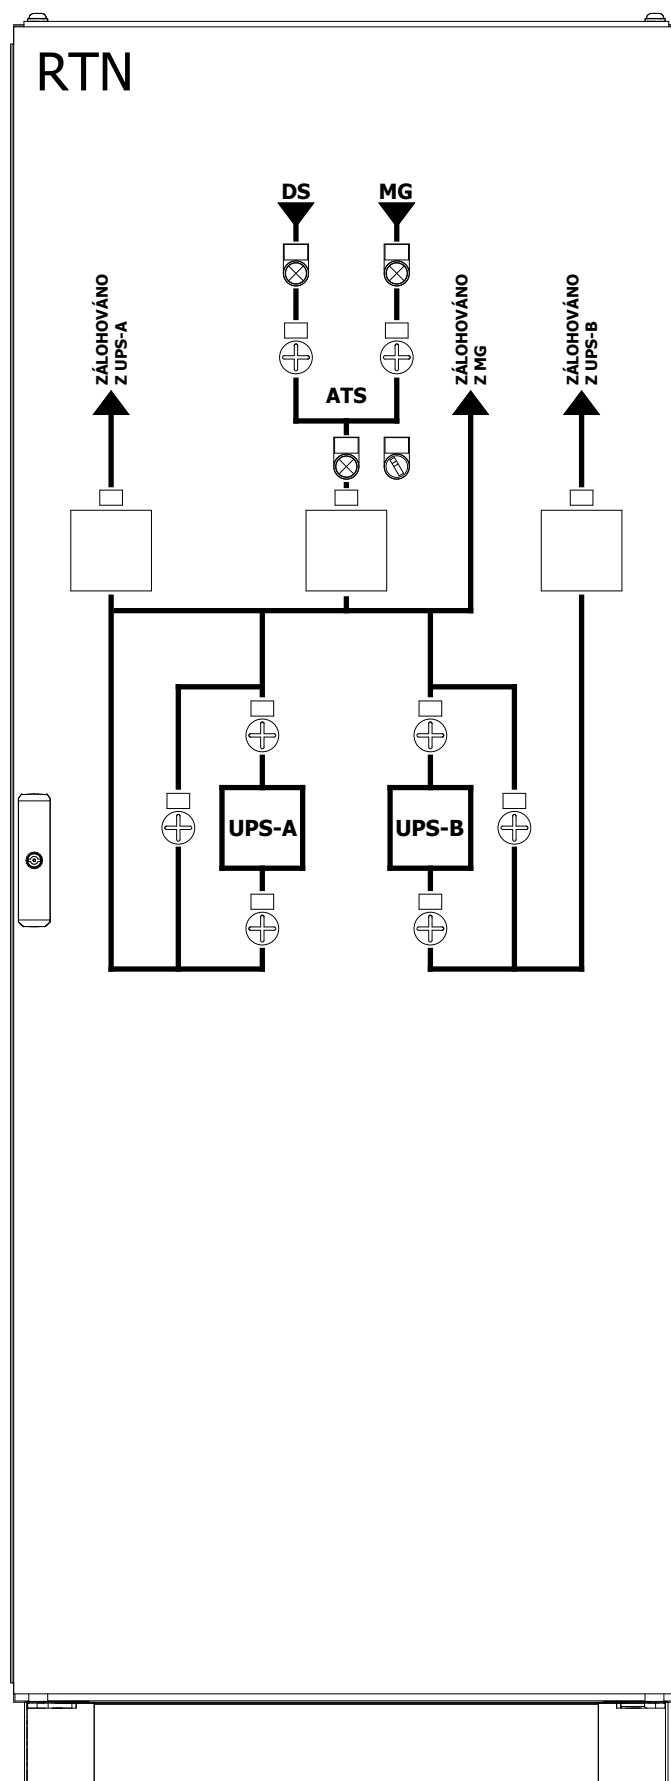 RTN
DS
MG
ZÁLOHOVÁNO
Z UPS-A
ATS
ZÁLOHOVÁNO
Z MG
ZÁLOHOVÁNO
Z UPS-B
UPS-A
UPS-B